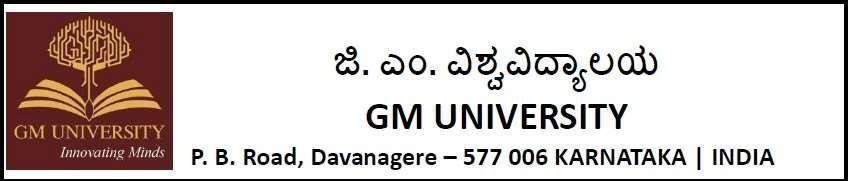 GM UNIVERSITY
Innovating Minds
ಜಿ. ಎಂ. ವಿಶ್ವವಿದ್ಯಾಲಯ
GM UNIVERSITY
P. B. Road, Davanagere – 577 006 KARNATAKA | INDIA